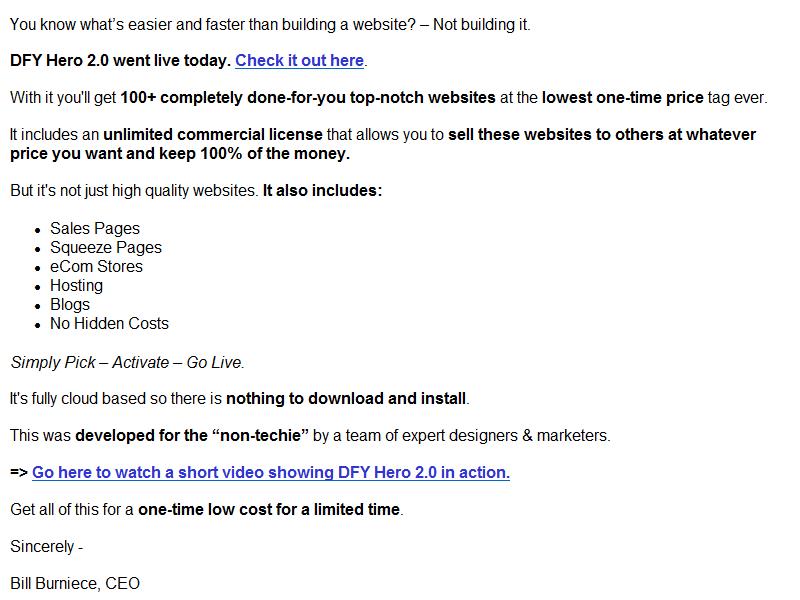 You know what’s easier and faster than building a website? – Not building it.
DFY Hero 2.0 went live today. Check it out here.
With it you'll get 100+ completely done-for-you top-notch websites at the lowest one-time price tag ever.
It includes an unlimited commercial license that allows you to sell these websites to others at whatever
price you want and keep 100% of the money.
But it's not just high quality websites. It also includes:
• Sales Pages
• Squeeze Pages
• eCom Stores
• Hosting
• Blogs
• No Hidden Costs
Simply Pick – Activate – Go Live.
It's fully cloud based so there is nothing to download and install.
This was developed for the “non-techie” by a team of expert designers & marketers.
=> Go here to watch a short video showing DFY Hero 2.0 in action.
Get all of this for a one-time low cost for a limited time.
Sincerely -
Bill Burniece, CEO